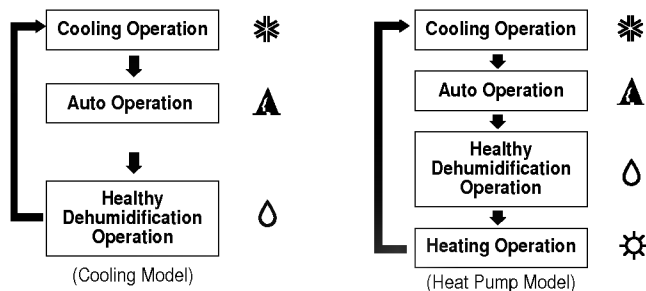 Cooling Operation
Auto Operation
Healthy
Dehumidification
Operation
(Cooling Model)
Cooling Operation
Auto Operation
Healthy
Dehumidification
Operation
Heating Operation
(Heat Pump Model)